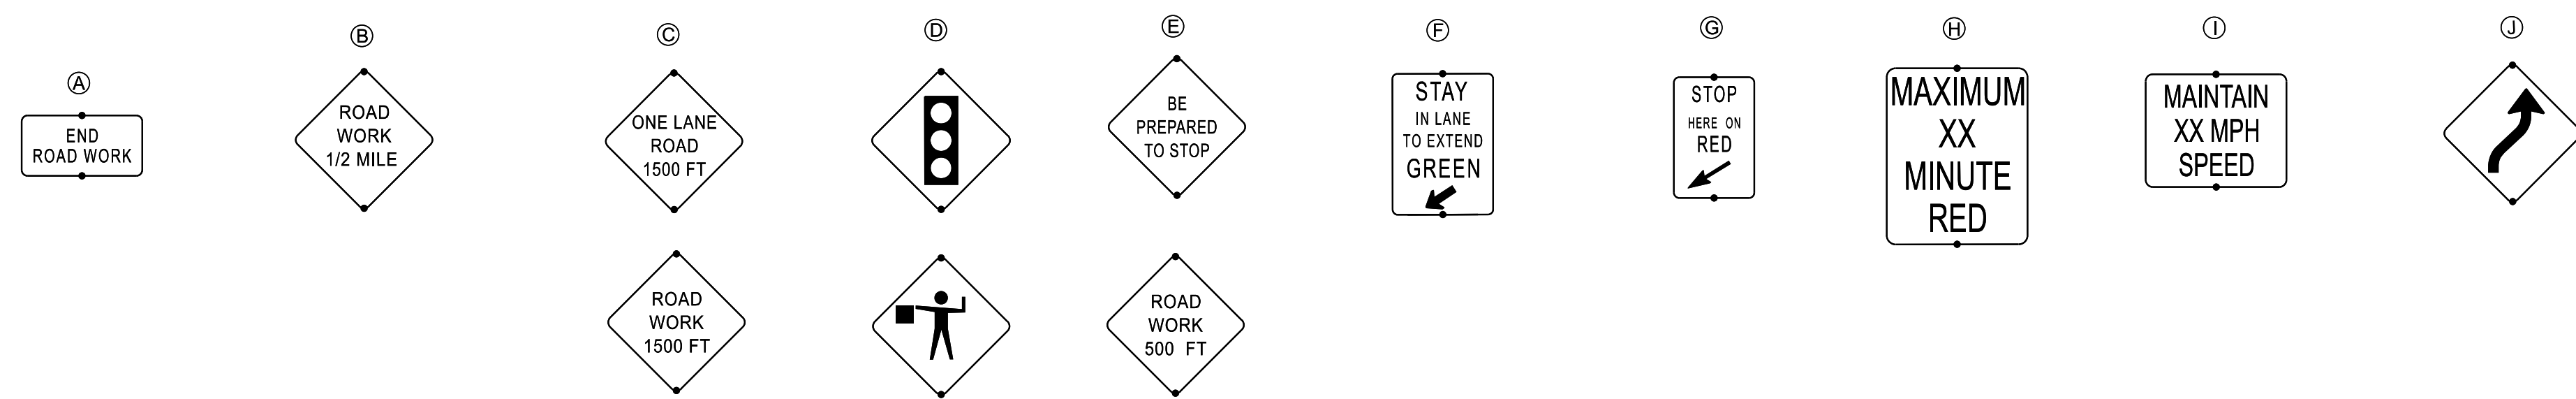 A
END
ROAD WORK
B
ROAD
WORK
1/2 MILE
C
ONE LANE
ROAD
1500 FT
ROAD
WORK
1500 FT
D
E
BE
PREPARED
TO STOP
ROAD
WORK
500 FT
F
STAY
IN LANE
TO EXTEND
GREEN
G
STOP
HERE ON
RED
H
MAXIMUM
XX
MINUTE
RED
I
MAINTAIN
XX MPH
SPEED
J